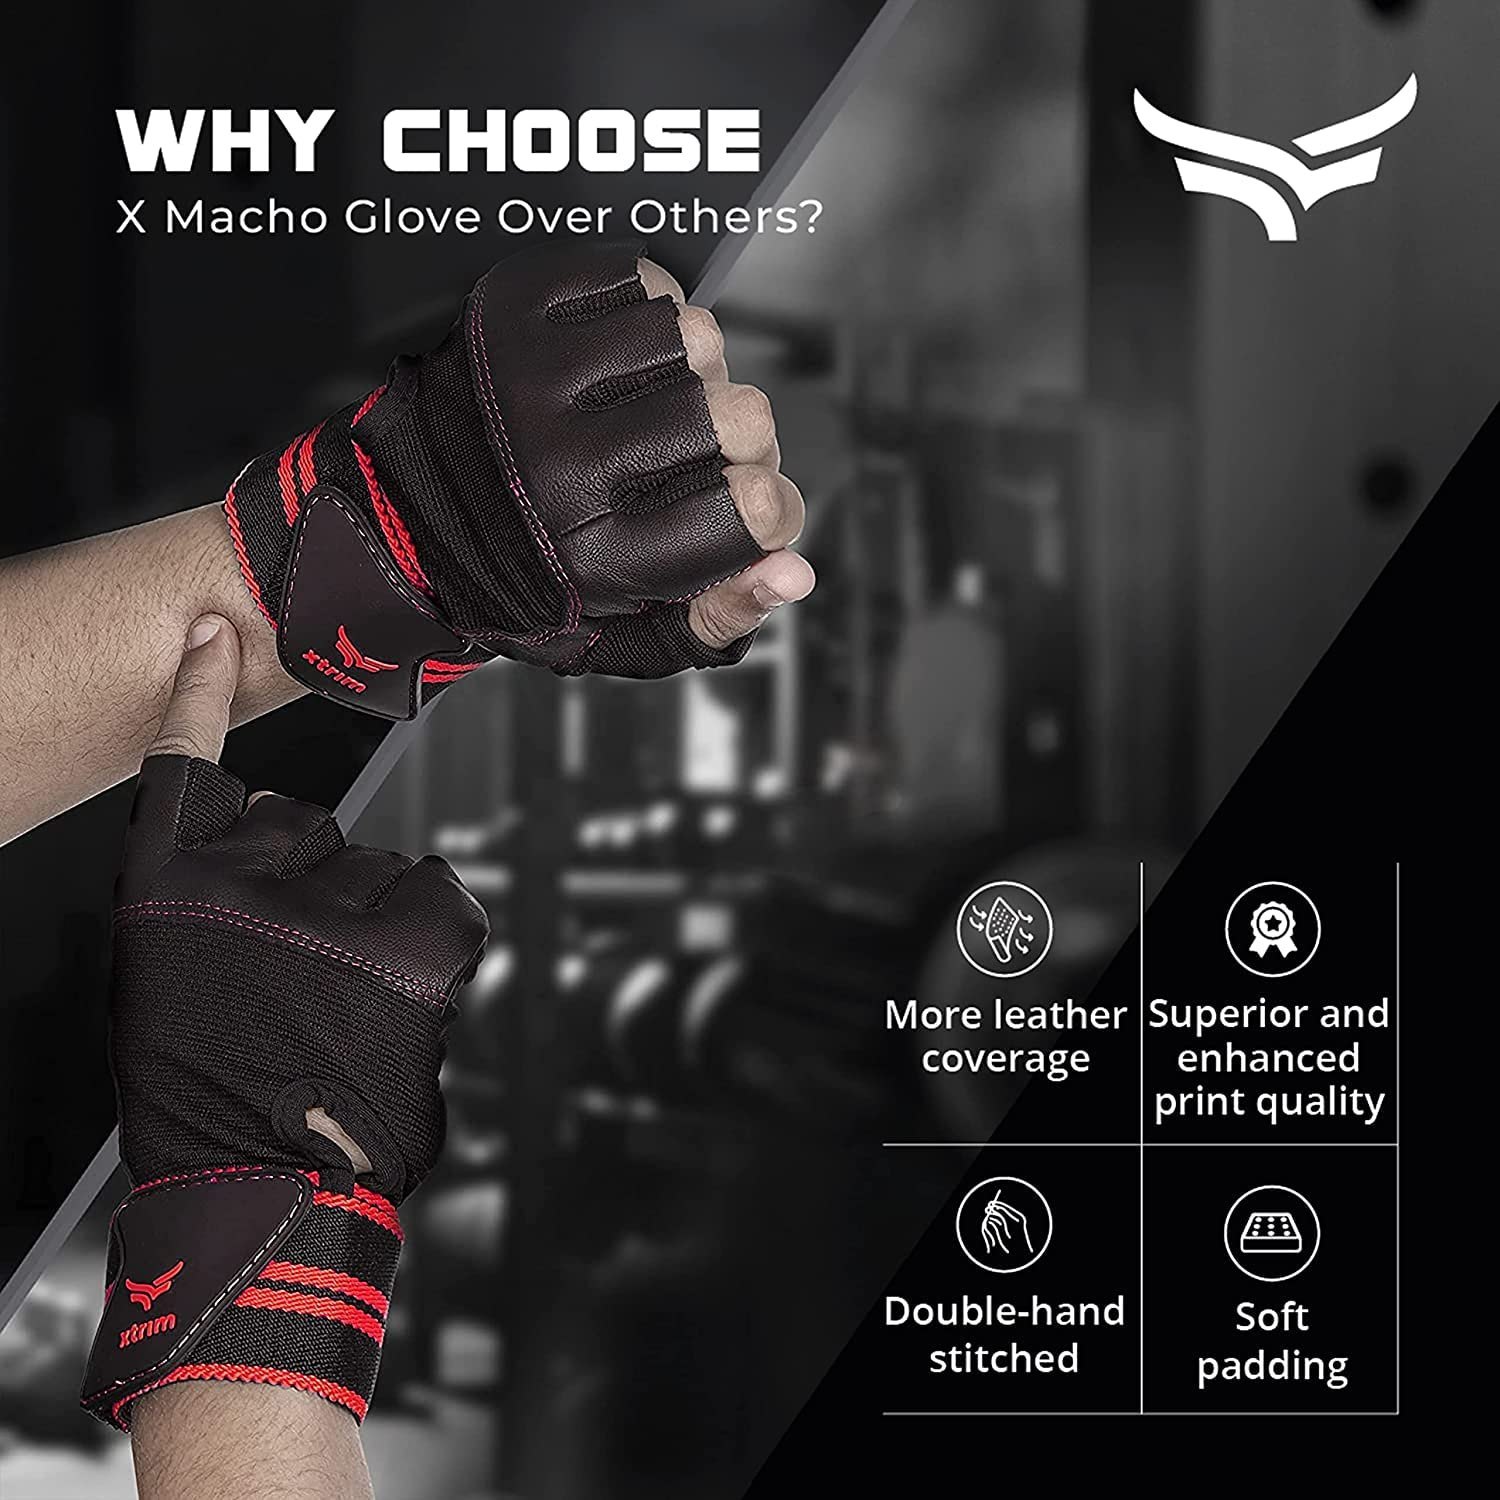 WHY CHOOSE
X Macho Glove Over Others?
xtrim
More leather
coverage
Superior and
enhanced
print quality
Double-hand
stitched
Soft
padding
xtrim